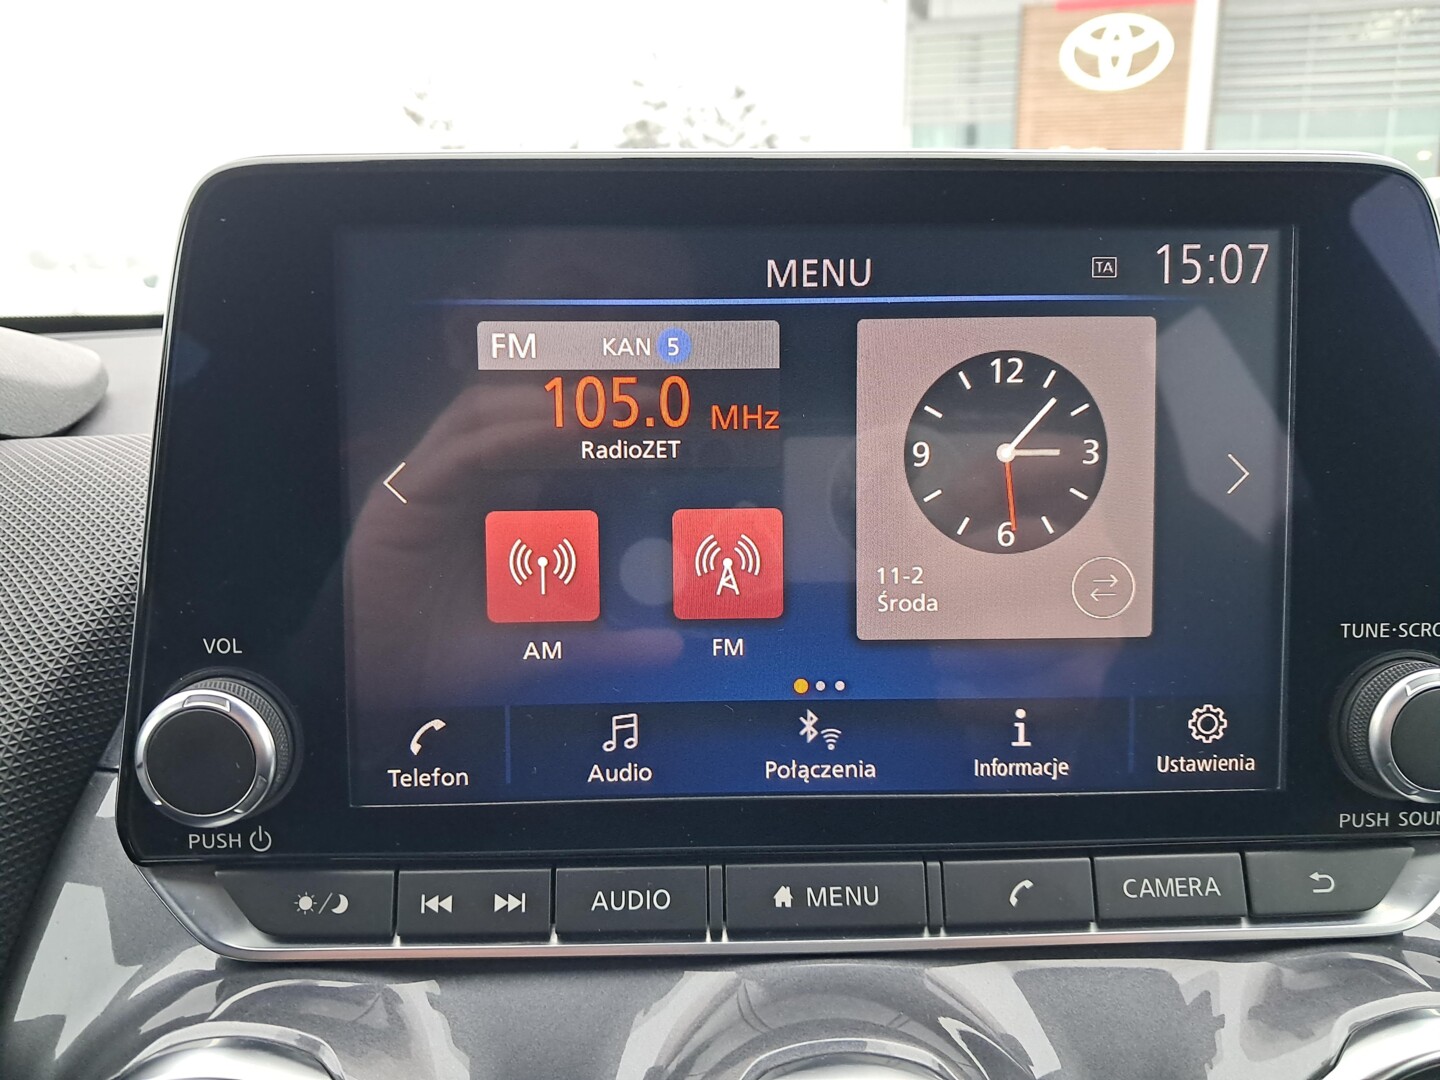 MENU
TA
15:07
FM
KAN 5
105.0 MHz
RadioZET
AM
FM
12
3
6
9
11-2
Środa
Telefon
Audio
Połączenia
Informacje
Ustawienia
VOL
PUSH
TUNE·SCRO
PUSH SOUN
AUDIO
MENU
CAMERA